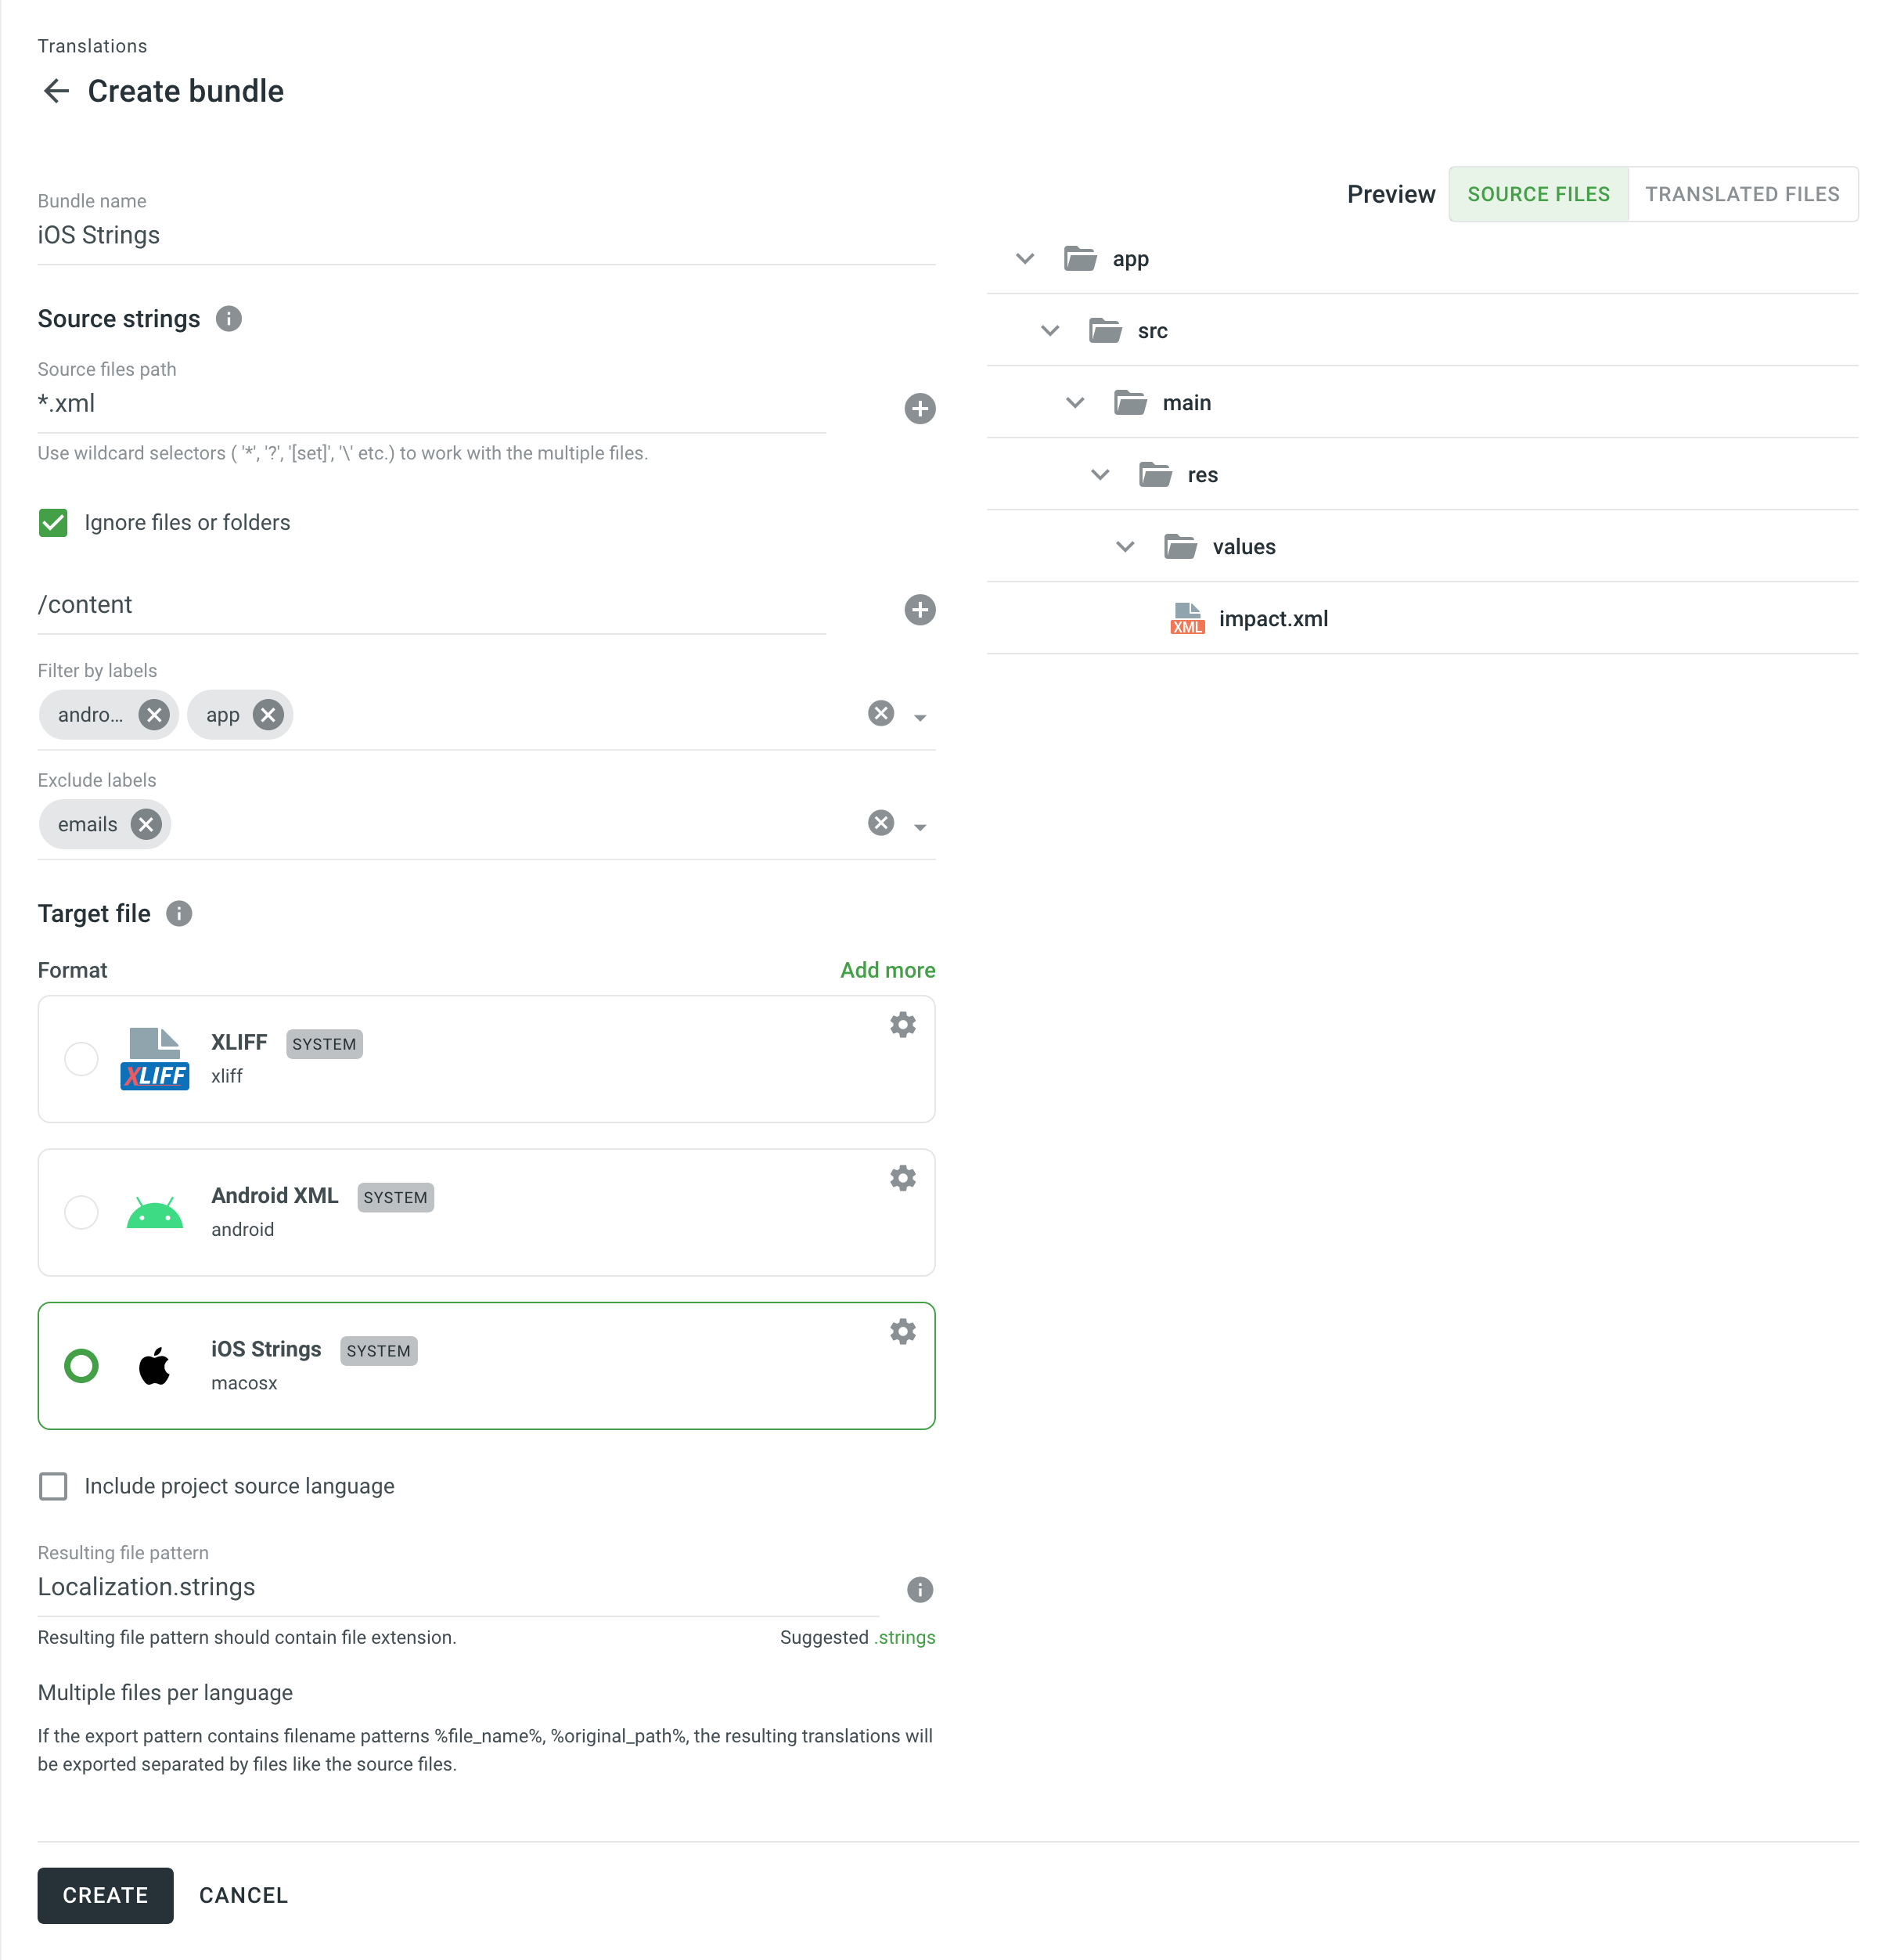 Translations
Create bundle
Bundle name
iOS Strings
Source strings
Source files path
*.xml
Use wildcard selectors ( '*', '?', '[set]', '\' etc.) to work with the multiple files.
Ignore files or folders
/content
Filter by labels
andro... app
Exclude labels
emails
Target file
Format Add more
XLIFF SYSTEM
xliff
XLIFF
Android XML SYSTEM
android
iOS Strings SYSTEM
macosx
Include project source language
Resulting file pattern
Localization.strings
Resulting file pattern should contain file extension. Suggested .strings
Multiple files per language
If the export pattern contains filename patterns %file_name%, %original_path%, the resulting translations will
be exported separated by files like the source files.
CREATE CANCEL
Preview SOURCE FILES TRANSLATED FILES
app
src
main
res
values
XML impact.xml